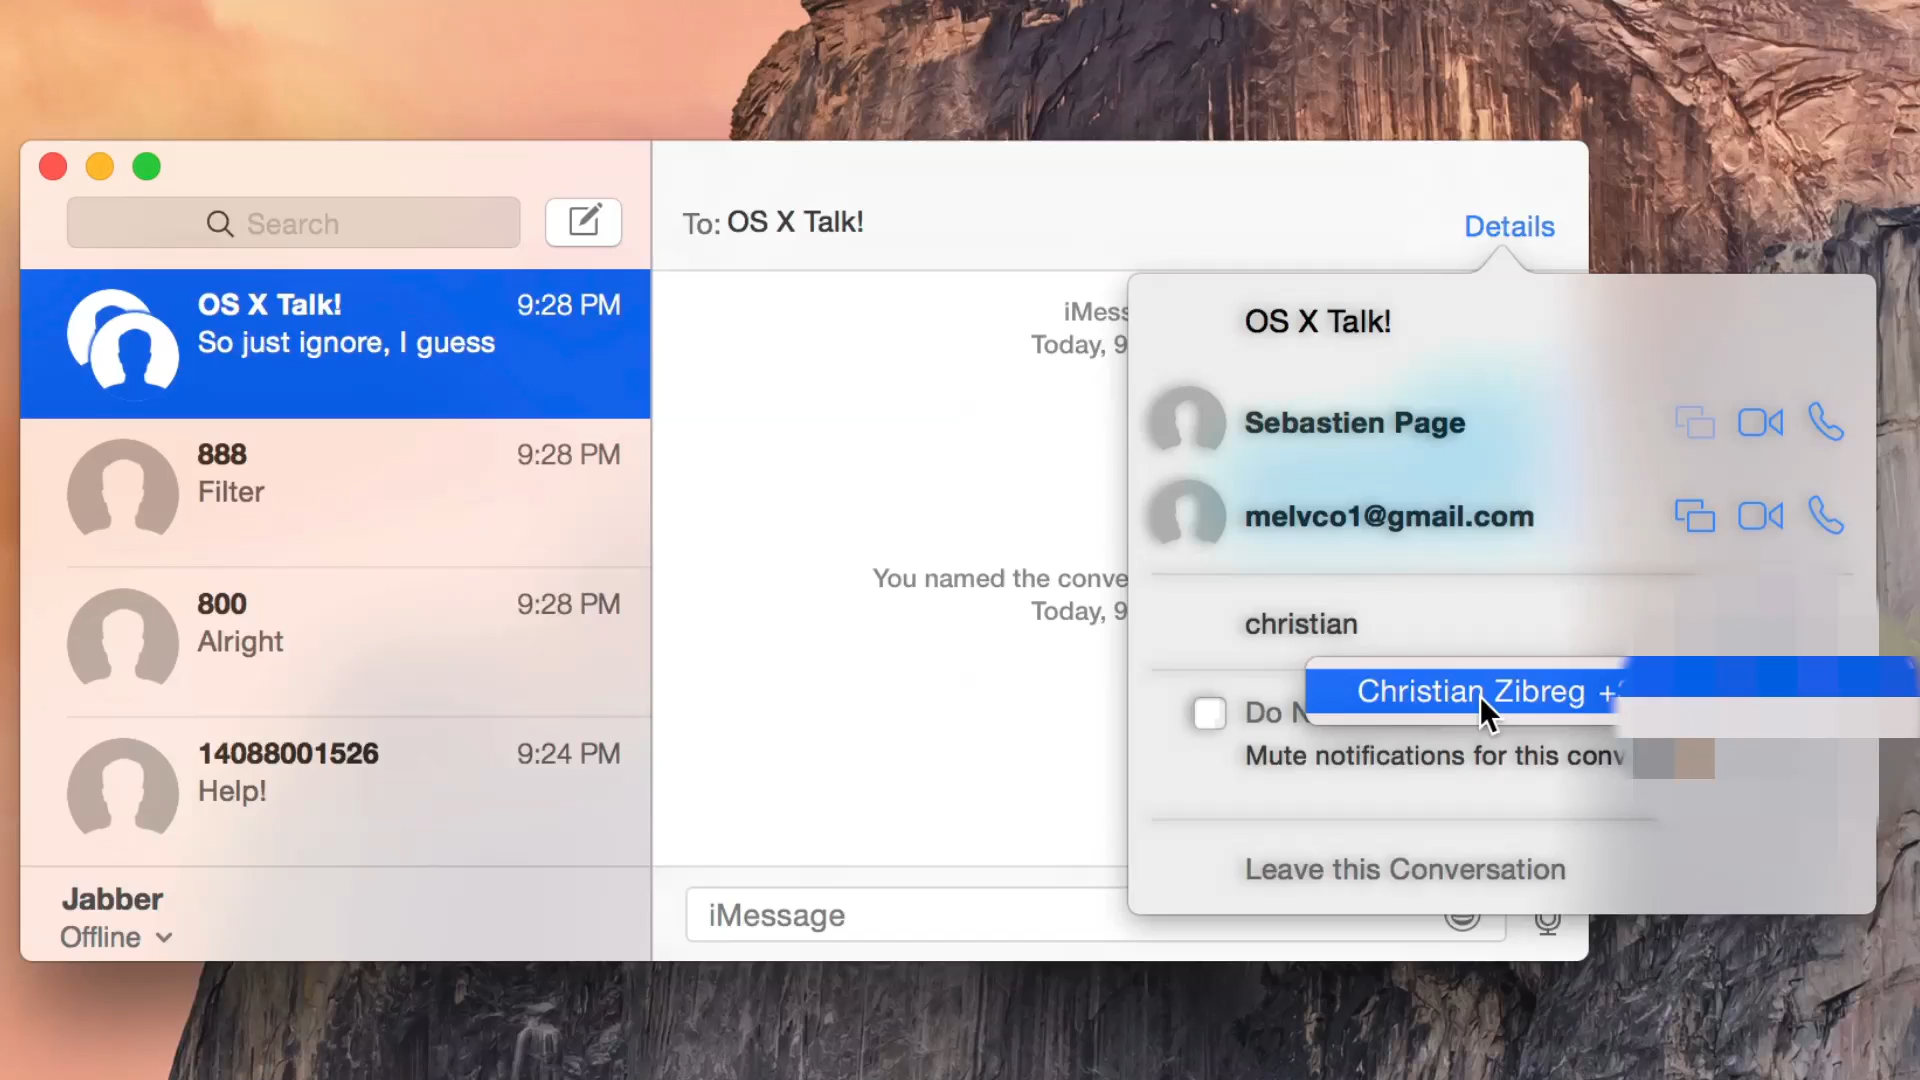 Search
To: OS X Talk!
Details
OS X Talk!
9:28 PM
So just ignore, I guess
888
9:28 PM
Filter
800
9:28 PM
Alright
14088001526
9:24 PM
Help!
Jabber
Offline
Today, 9
You named the
Today, 9
iMessage
OS X Talk!
Sebastien Page
melvco1@gmail.com
christian
Christian Zibreg +
Do
Mute notifications for this
Leave this Conversation